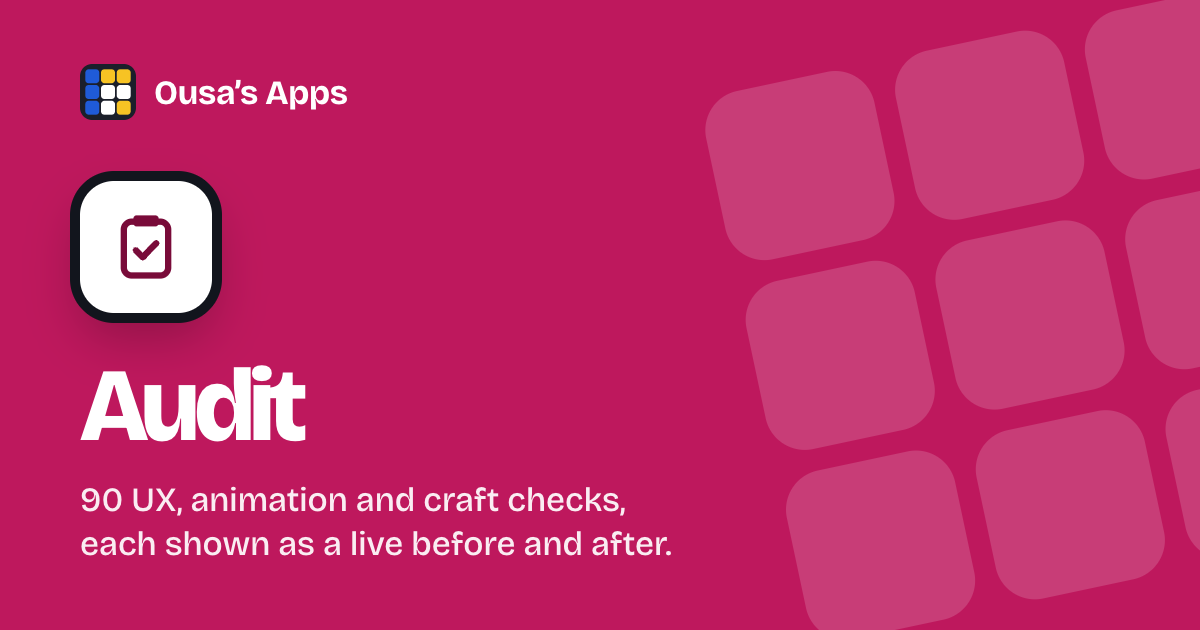 Ousa’s Apps
Audit
90 UX, animation and craft checks,
each shown as a live before and after.